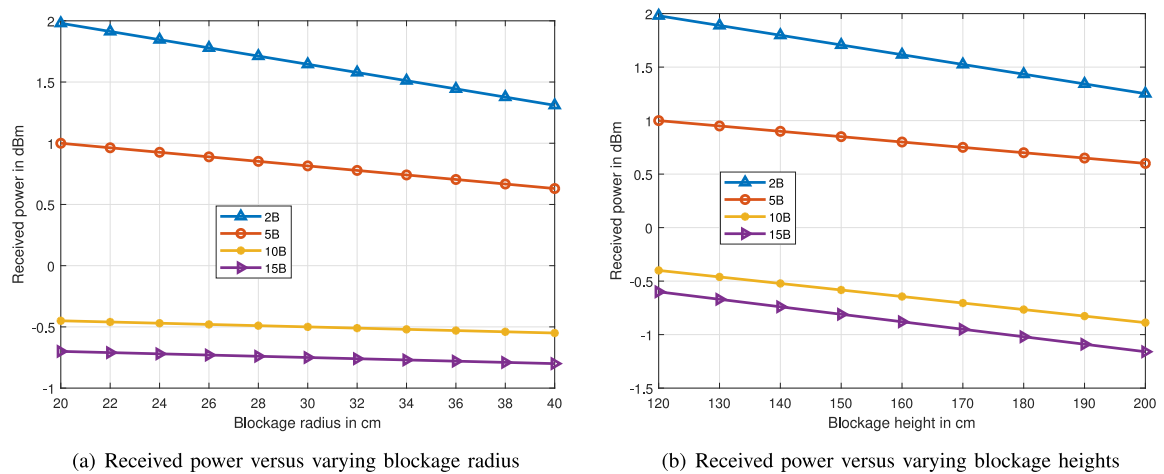 2
1.5
1
0.5
0
-0.5
-1
Received power in dBm
2B
5B
10B
15B
20 22 24 26 28 30 32 34 36 38 40
Blockage radius in cm
(a) Received power versus varying blockage radius
2
1.5
1
0.5
0
-0.5
-1
-1.5
Received power in dBm
2B
5B
10B
15B
120 130 140 150 160 170 180 190 200
Blockage height in cm
(b) Received power versus varying blockage heights